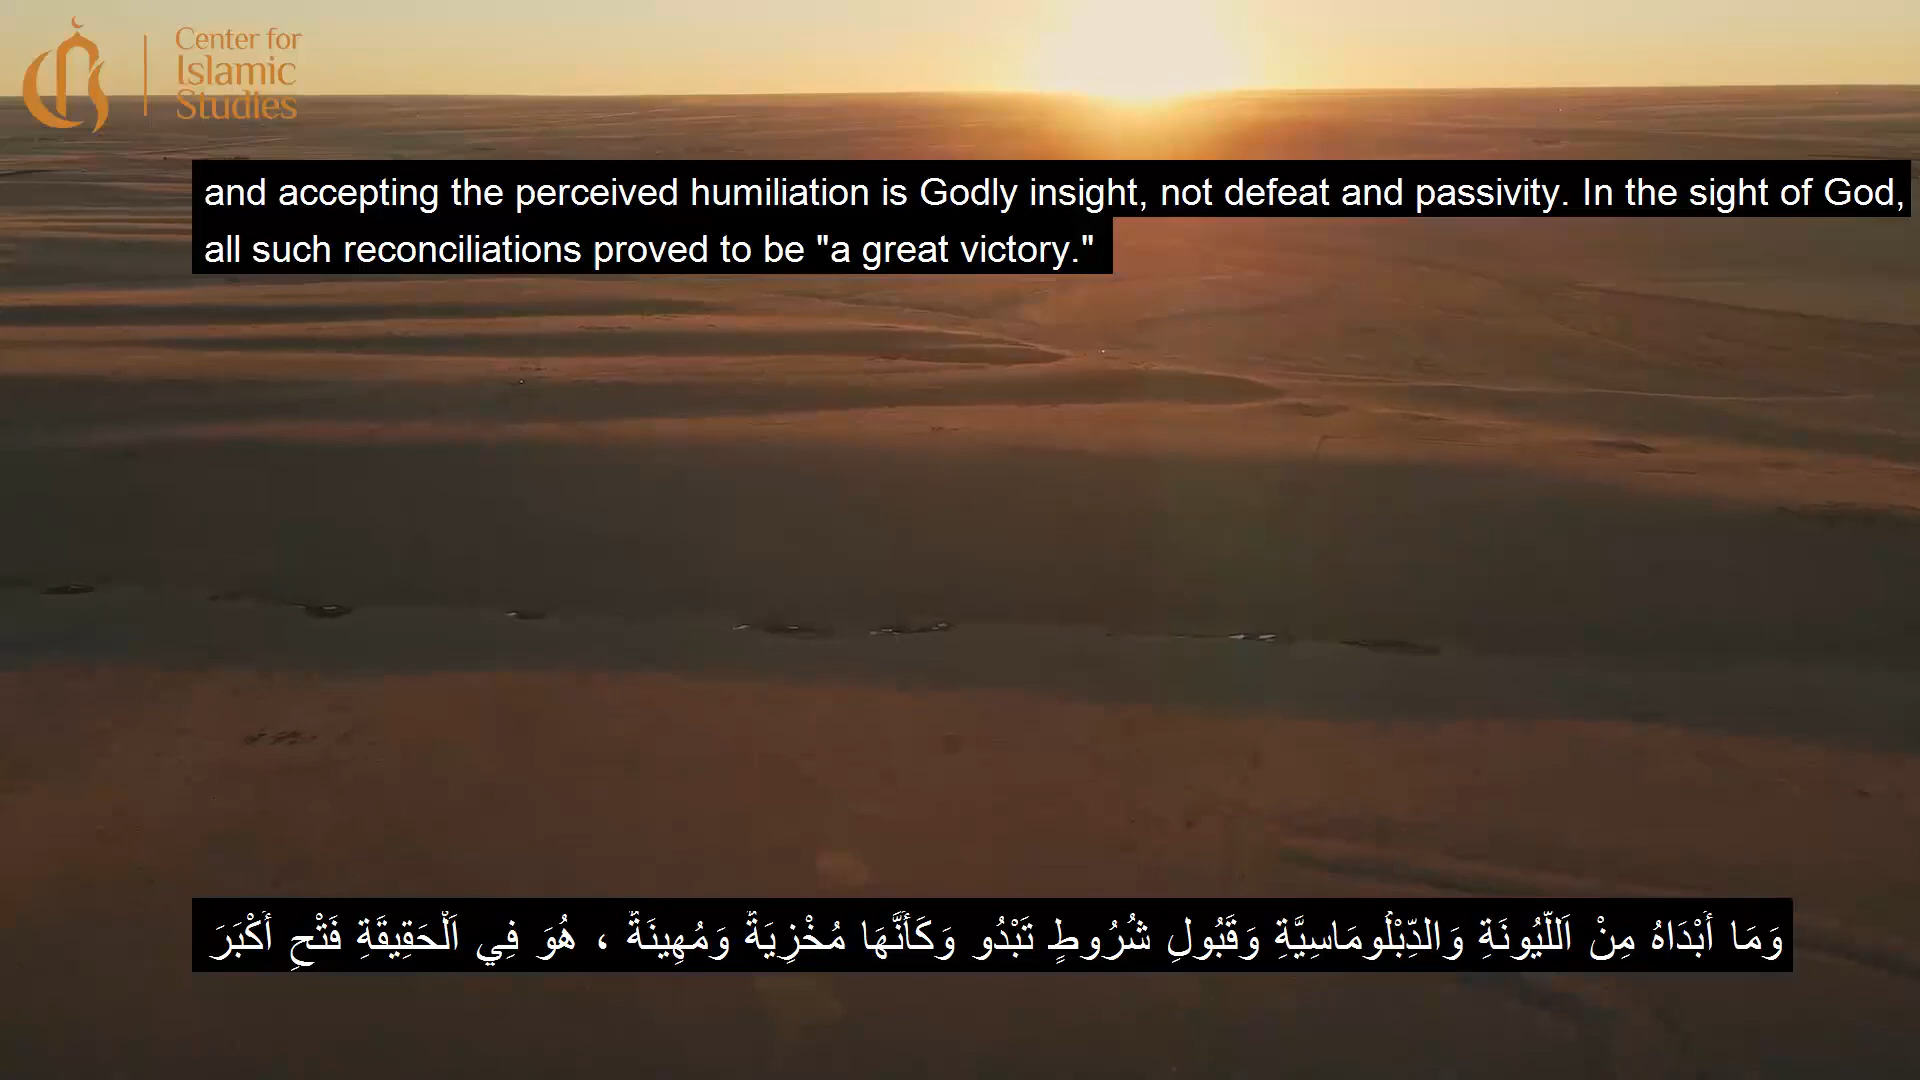 Center for
Islamic
Studies
and accepting the perceived humiliation is Godly insight, not defeat and passivity. In the sight of God,
all such reconciliations proved to be "a great victory."
وَمَا أَبْدَاهُ مِنْ اَللُّيُونَةِ وَالدِّبْلُومَاسِيَّةِ وَقَبُولِ شُرُوطٍ تَبْدُو وَكَأَنَّهَا مُخْزِيَةٌ وَمُهِينَةٌ ، هُوَ فِي اَلْحَقِيقَةِ فَتْحٍ أَكْبَرَ